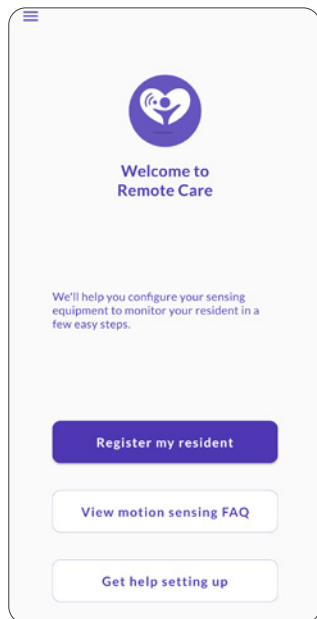 Welcome to
Remote Care
We'll help you configure your sensing
equipment to monitor your resident in a
few easy steps.
Register my resident
View motion sensing FAQ
Get help setting up